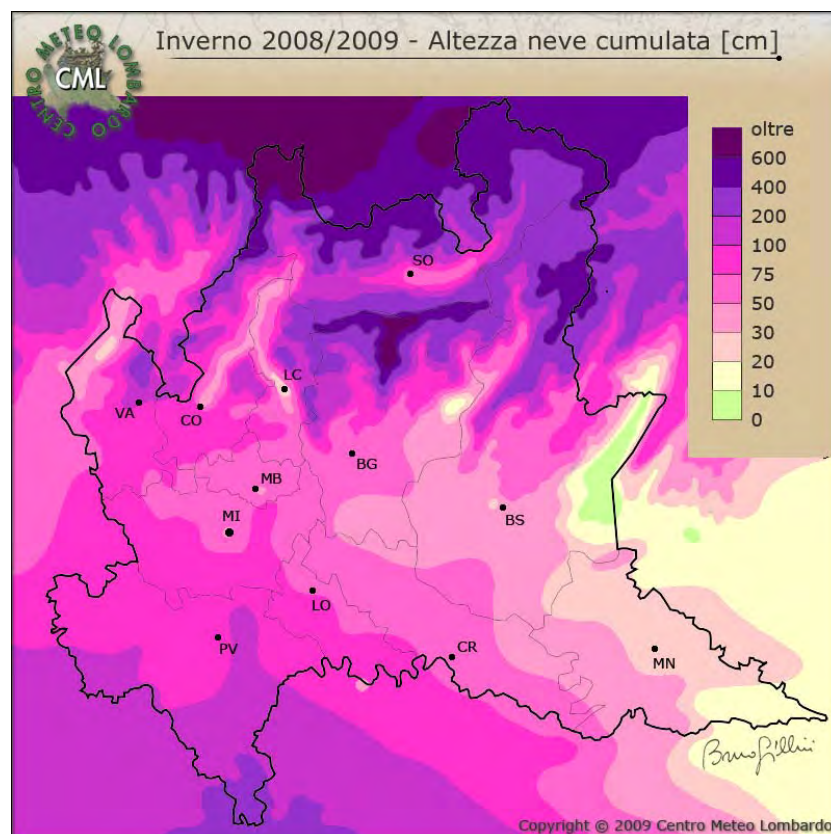 CENTRO METEO LOMBARDO
CML
Inverno 2008/2009 - Altezza neve cumulata [cm]
oltre
600
400
200
100
75
50
30
20
10
0
SO
LC
VA
CO
BG
MB
MI
BS
LO
PV
CR
MN
Copyright © 2009 Centro Meteo Lombardo